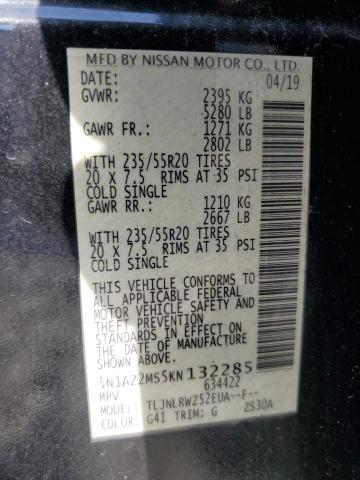 MFD BY NISSAN MOTOR CO., LTD.
DATE: 04/19
GVWR: 2395 KG
5280 LB
GAWR FR.: 1271 KG
2802 LB
WITH 235/55R20 TIRES
20 X 7.5 RIMS AT 35 PSI
COLD SINGLE
GAWR RR.: 1210 KG
2667 LB
WITH 235/55R20 TIRES
20 X 7.5 RIMS AT 35 PSI
COLD SINGLE
THIS VEHICLE CONFORMS TO
ALL APPLICABLE FEDERAL
MOTOR VEHICLE SAFETY AND
STANDARDS IN EFFECT ON
THE DATE OF MANUFACTURE
SHOWN ABOVE.
5N1AZ2MS5KN132285
MPV 634422
MODEL: TLJNLRWZ52EUA--F--
G41 TRIM: G ZS30A